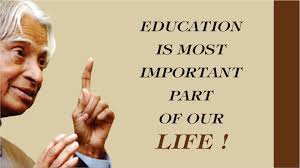 EDUCATION
IS MOST
IMPORTANT
PART
OF OUR
LIFE !